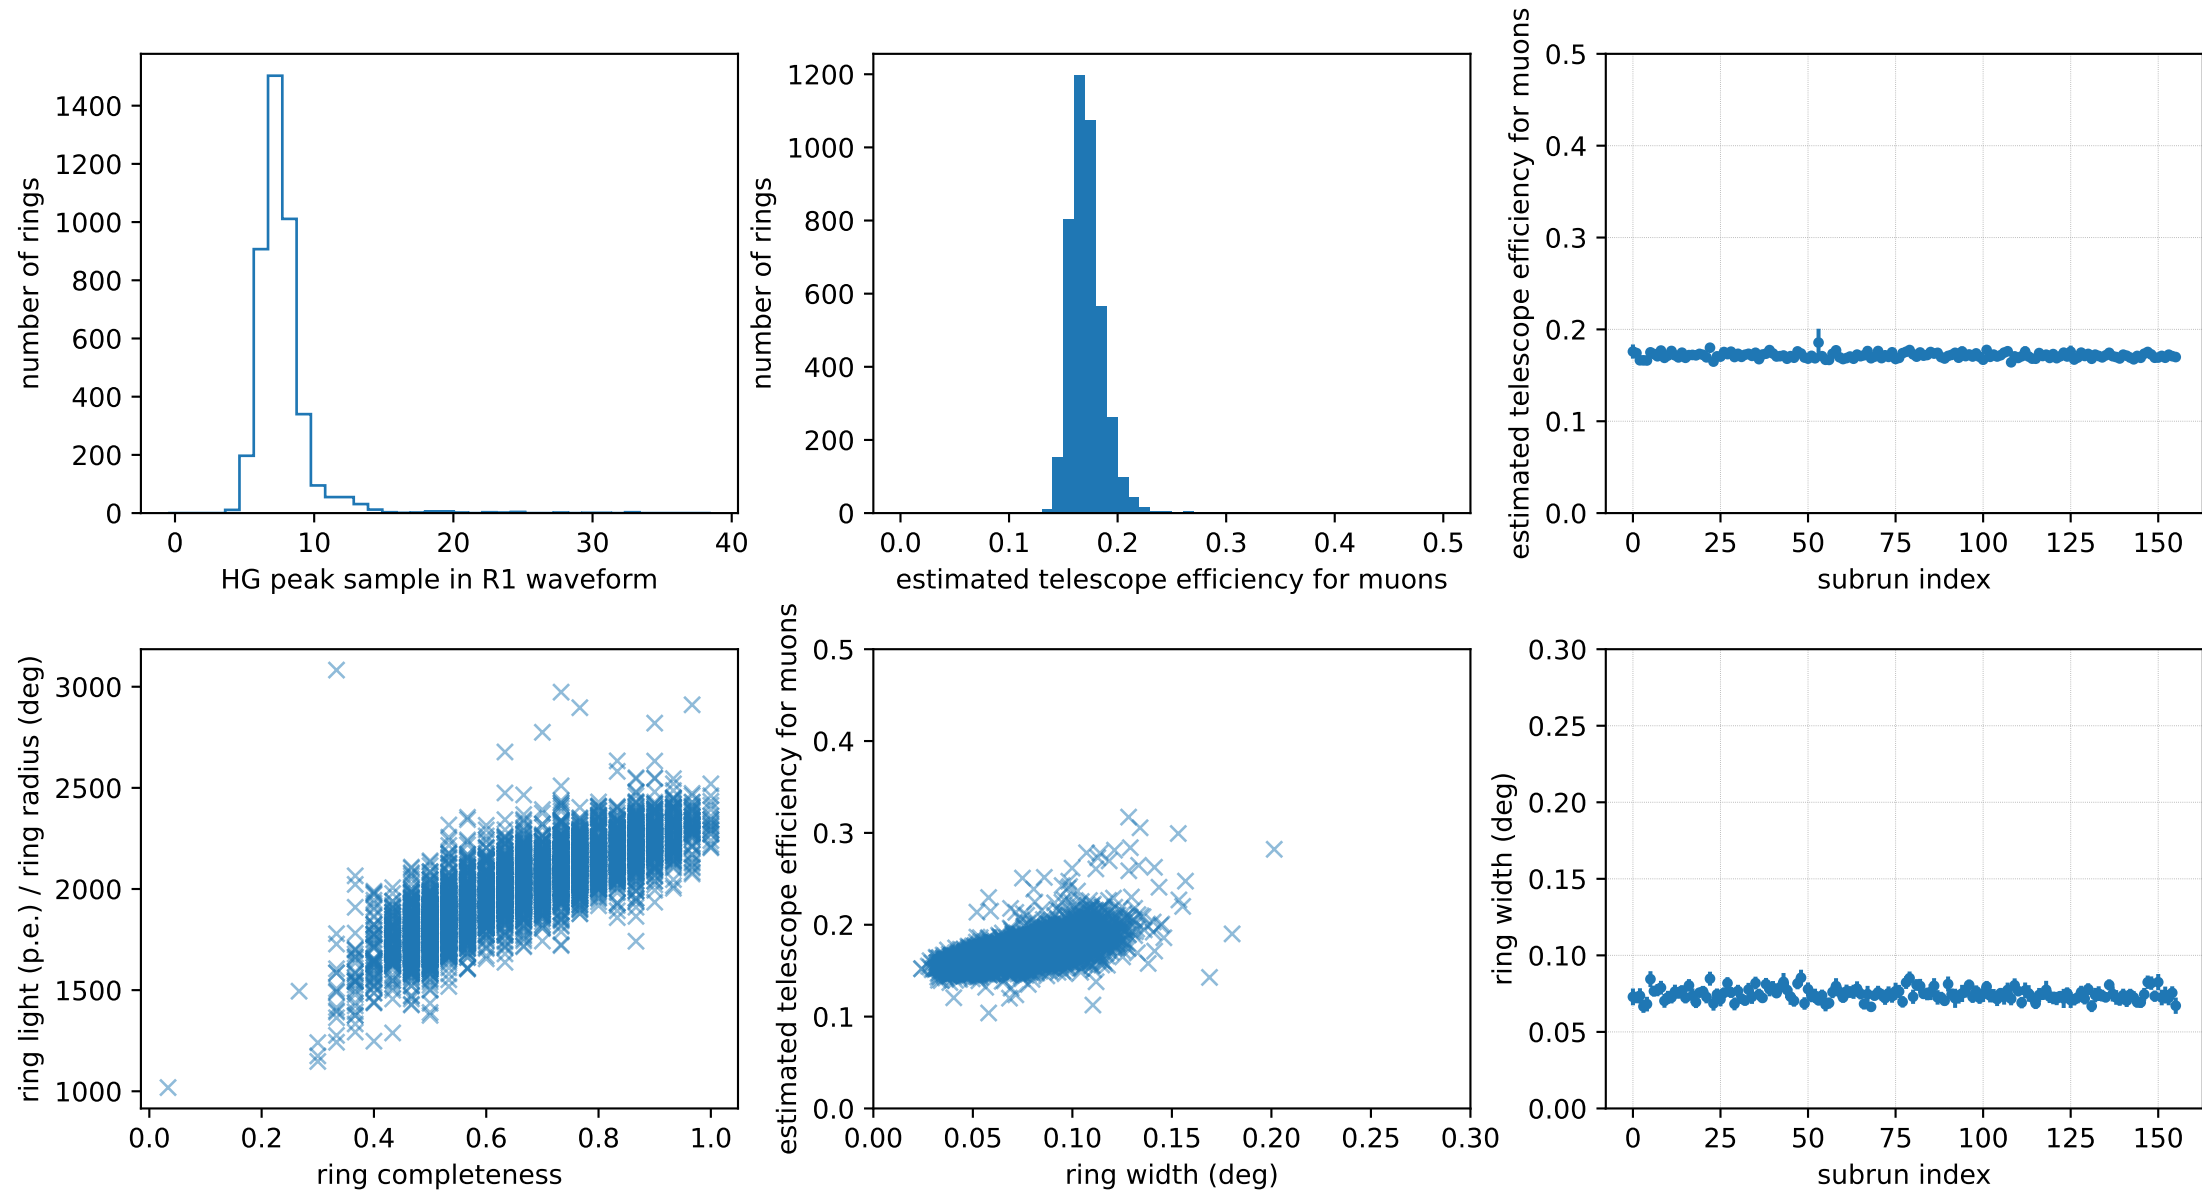 number of rings
1400
1200
1000
800
600
400
200
0
0 10 20 30 40
HG peak sample in R1 waveform
number of rings
1200
1000
800
600
400
200
0
0.0 0.1 0.2 0.3 0.4 0.5
estimated telescope efficiency for muons
estimated telescope efficiency for muons
0.5
0.4
0.3
0.2
0.1
0.0
0 25 50 75 100 125 150
subrun index
ring light (p.e.) / ring radius (deg)
3000
2500
2000
1500
1000
0.0 0.2 0.4 0.6 0.8 1.0
ring completeness
estimated telescope efficiency for muons
0.5
0.4
0.3
0.2
0.1
0.0
0.00 0.05 0.10 0.15 0.20 0.25 0.30
ring width (deg)
ring width (deg)
0.30
0.25
0.20
0.15
0.10
0.05
0.00
0 25 50 75 100 125 150
subrun index